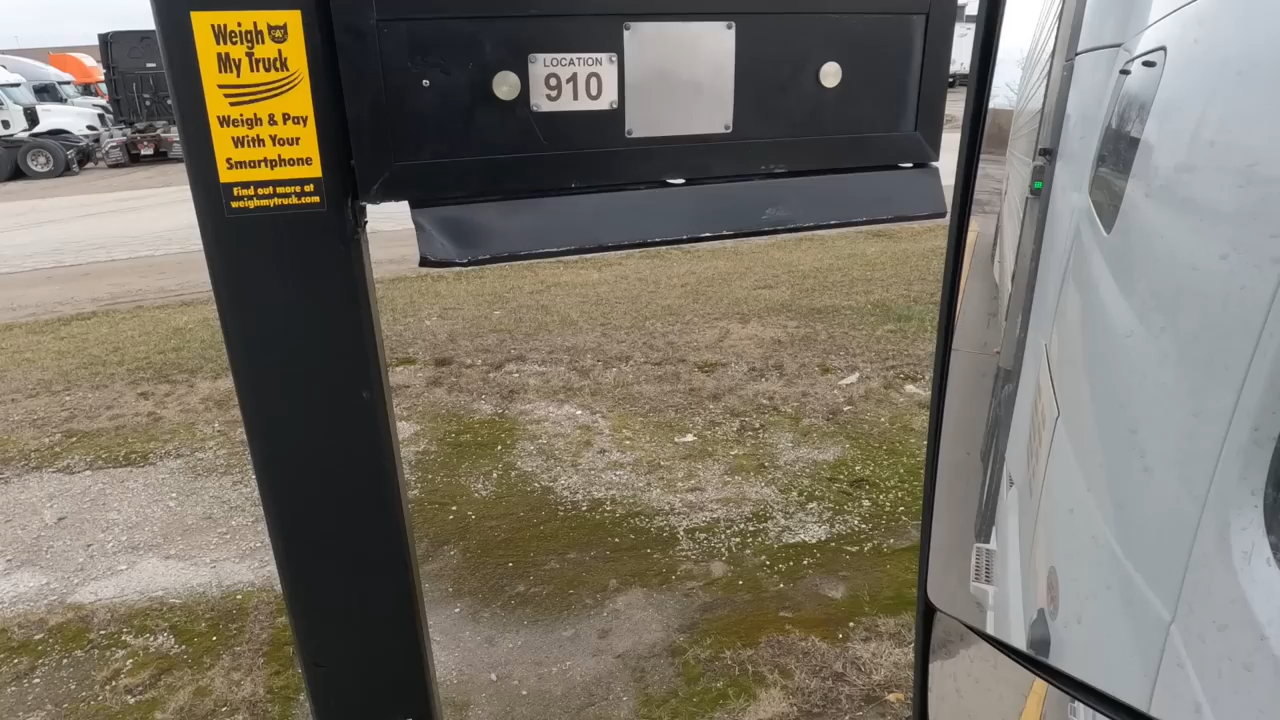 Weigh
My Truck
Weigh & Pay
With Your
Smartphone
Find out more at
weighmytruck.com
LOCATION
910